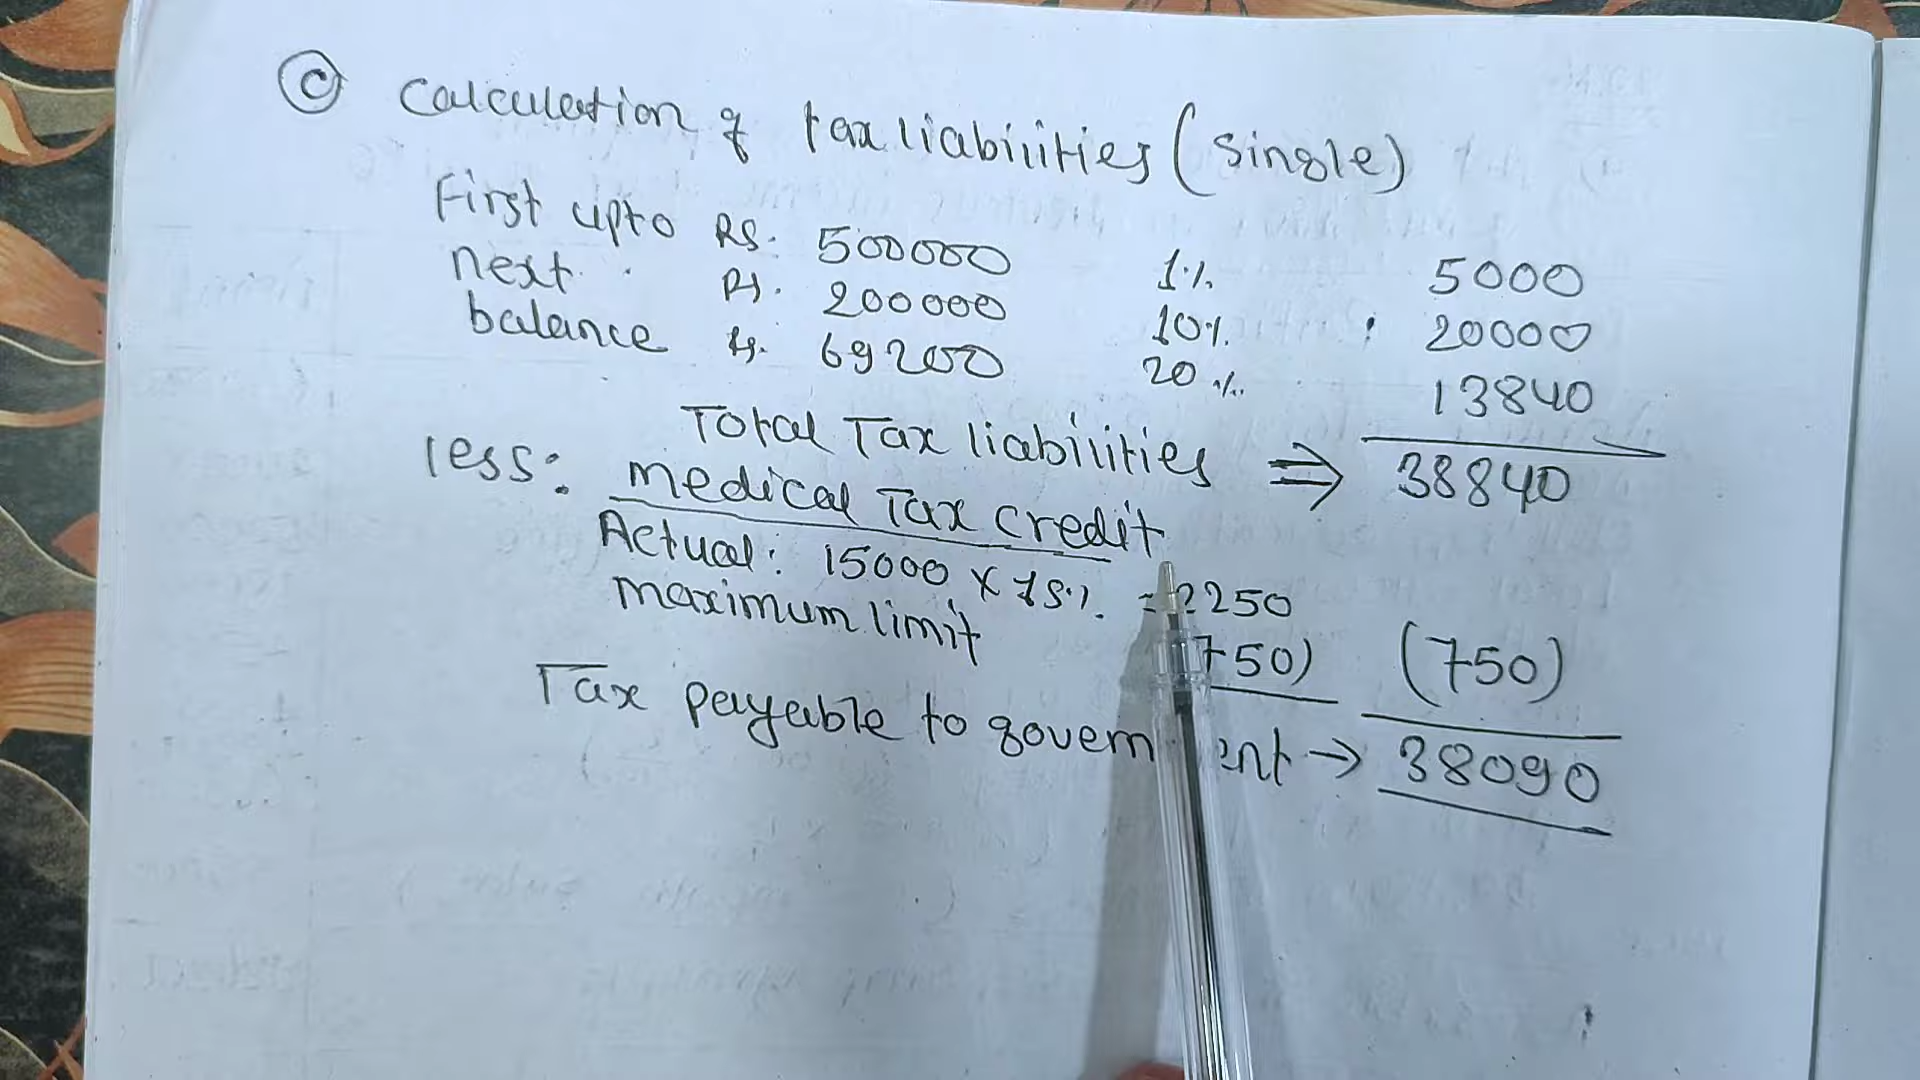 C Calculation of tax liabilities (single)
First upto Rs. 500000 1% 5000
next Rs. 200000 10% 20000
balance Rs. 69200 20% 13840
Total Tax liabilities ⇒ 38840
less: medical Tax credit
Actual: 15000 × 15% = 2250
maximum limit 750) (750)
Tax payable to government → 38090